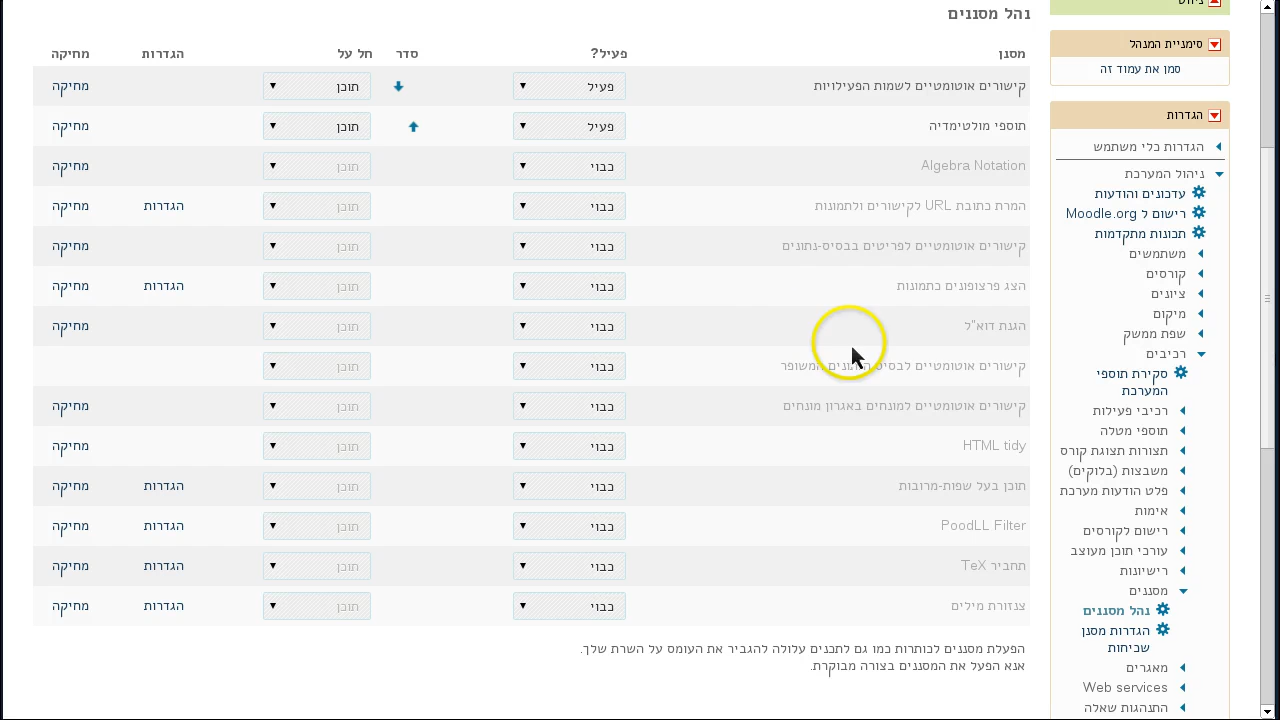 נהל מסננים
מסנן פעיל? סדר חל על הגדרות מחיקה
קישורים אוטומטיים לשמות הפעילויות פעיל תוכן מחיקה
תוספי מולטימדיה פעיל תוכן מחיקה
Algebra Notation כבוי תוכן מחיקה
המרת כתובת URL לקישורים ולתמונות כבוי תוכן הגדרות מחיקה
קישורים אוטומטיים לפריטים בבסיס-נתונים כבוי תוכן מחיקה
הצג פרצופונים כתמונות כבוי תוכן הגדרות מחיקה
הגנת דוא"ל כבוי תוכן מחיקה
קישורים אוטומטיים לבסיס המשופר כבוי תוכן
קישורים אוטומטיים למונחים באגרון מונחים כבוי תוכן מחיקה
HTML tidy כבוי תוכן מחיקה
תוכן בעל שפות-מרובות כבוי תוכן הגדרות מחיקה
PoodLL Filter כבוי תוכן הגדרות מחיקה
תחביר TeX כבוי תוכן הגדרות מחיקה
צנזורת מילים כבוי תוכן הגדרות מחיקה
הפעלת מסננים לכותרות כמו גם לתכנים עלולה להגביר את העומס על השרת שלך.
אנא הפעל את המסננים בצורה מבוקרת.
ניווט
סימניית המנהל
סמן את עמוד זה
הגדרות
הגדרות כלי משתמש
ניהול המערכת
עדכונים והודעות
רישום ל Moodle.org
תכונות מתקדמות
משתמשים
קורסים
ציונים
מיקום
שפת ממשק
רכיבים
סקירת תוספי
המערכת
רכיבי פעילות
תוספי מטלה
תצורות תצוגת קורס
משבצות (בלוקים)
פלט הודעות מערכת
אימות
רישום לקורסים
עורכי תוכן מעוצב
רישיונות
מסננים
נהל מסננים
הגדרות מסנן
שכיחות
מאגרים
Web services
התנהגות שאלה